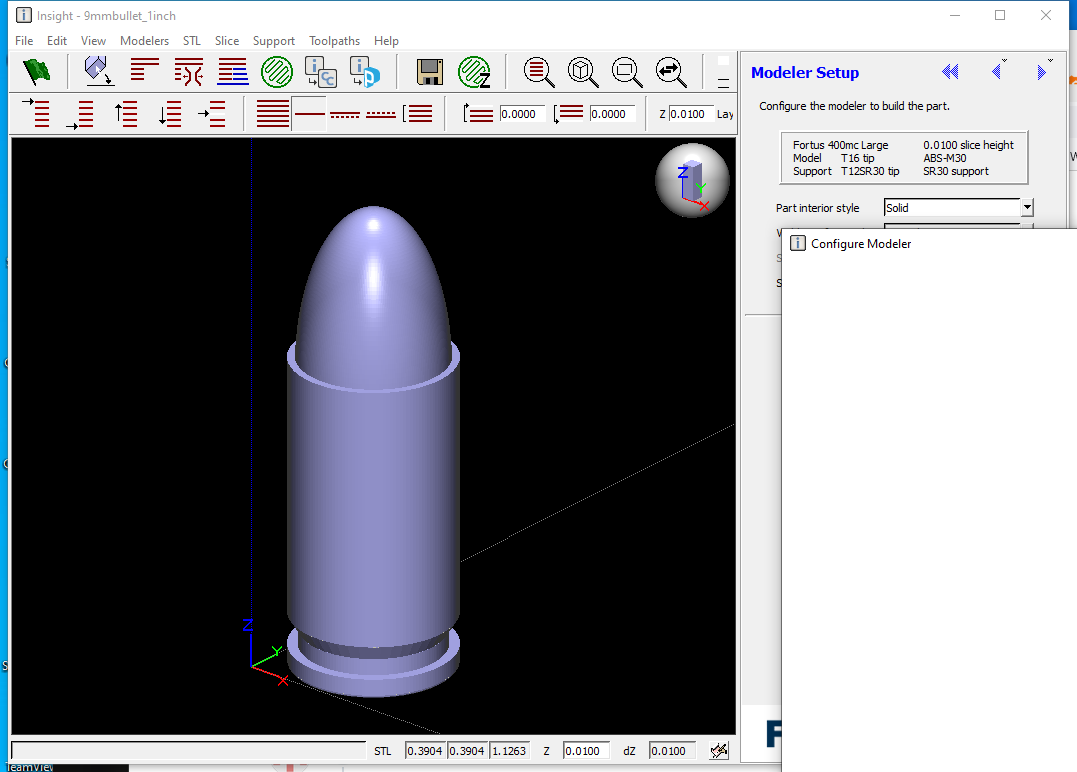 Insight - 9mmbullet_1inch
File Edit View Modelers STL Slice Support Toolpaths Help
0.0000 0.0000 Z 0.0100 Lay
Z
Y
X
Z
Y
X
STL 0.3904 0.3904 1.1263 Z 0.0100 dZ 0.0100
Modeler Setup
Configure the modeler to build the part.
Fortus 400mc Large 0.0100 slice height
Model T16 tip ABS-M30
Support T12SR30 tip SR30 support
Part interior style Solid
Configure Modeler
TeamView